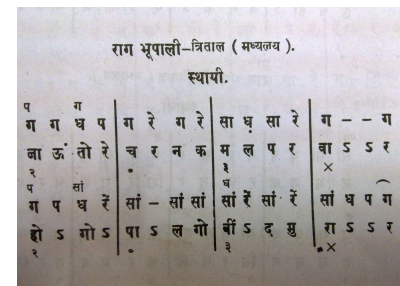 राग भूपाली–त्रिताल ( मध्यलय ).
स्थायी.
प ग
ग ग ध प | ग रे ग रे | सा ध़ सा रे | ग - - ग
जा ऊं तो रे | च र न क | म ल प र | वा ऽ ऽ र
२ ० ३ ×
प सां ध
ग प ध रें | सां - सां सां | सां रें सां रें | सां ध प ग
हो ऽ गो ऽ | पा ऽ ल गो | बीं ऽ द मु | रा ऽ ऽ र
२ ० ३ ×